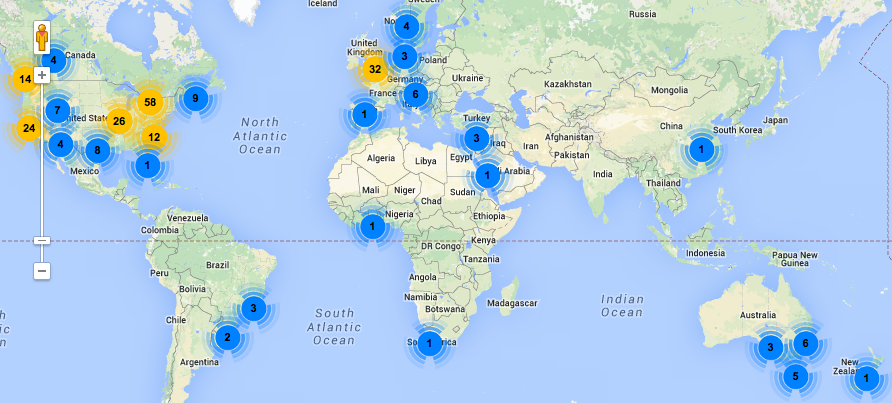 Iceland
Sweden
Russia
No
4
Canada
4
United
Kingdom
3
Poland
32
Germany
Ukraine
14
+
Kazakhstan
France
6
Mongolia
58
9
7
United States
26
24
North
Atlantic
Ocean
1
Turkey
3
Iraq
Iran
Afghanistan
Pakistan
China
South Korea
Japan
12
4
8
1
Mexico
Algeria
Libya
Egypt
1
Arabia
India
1
Thailand
Mali
Niger
Chad
Sudan
Nigeria
Ethiopia
1
Venezuela
Colombia
DR Congo
Kenya
Tanzania
Indonesia
Papua New
Guinea
Peru
Brazil
Bolivia
Angola
Namibia
Botswana
Madagascar
Indian
Ocean
3
South
Atlantic
Ocean
Chile
2
Argentina
1
South Africa
Australia
3
6
5
New
Zealand
1